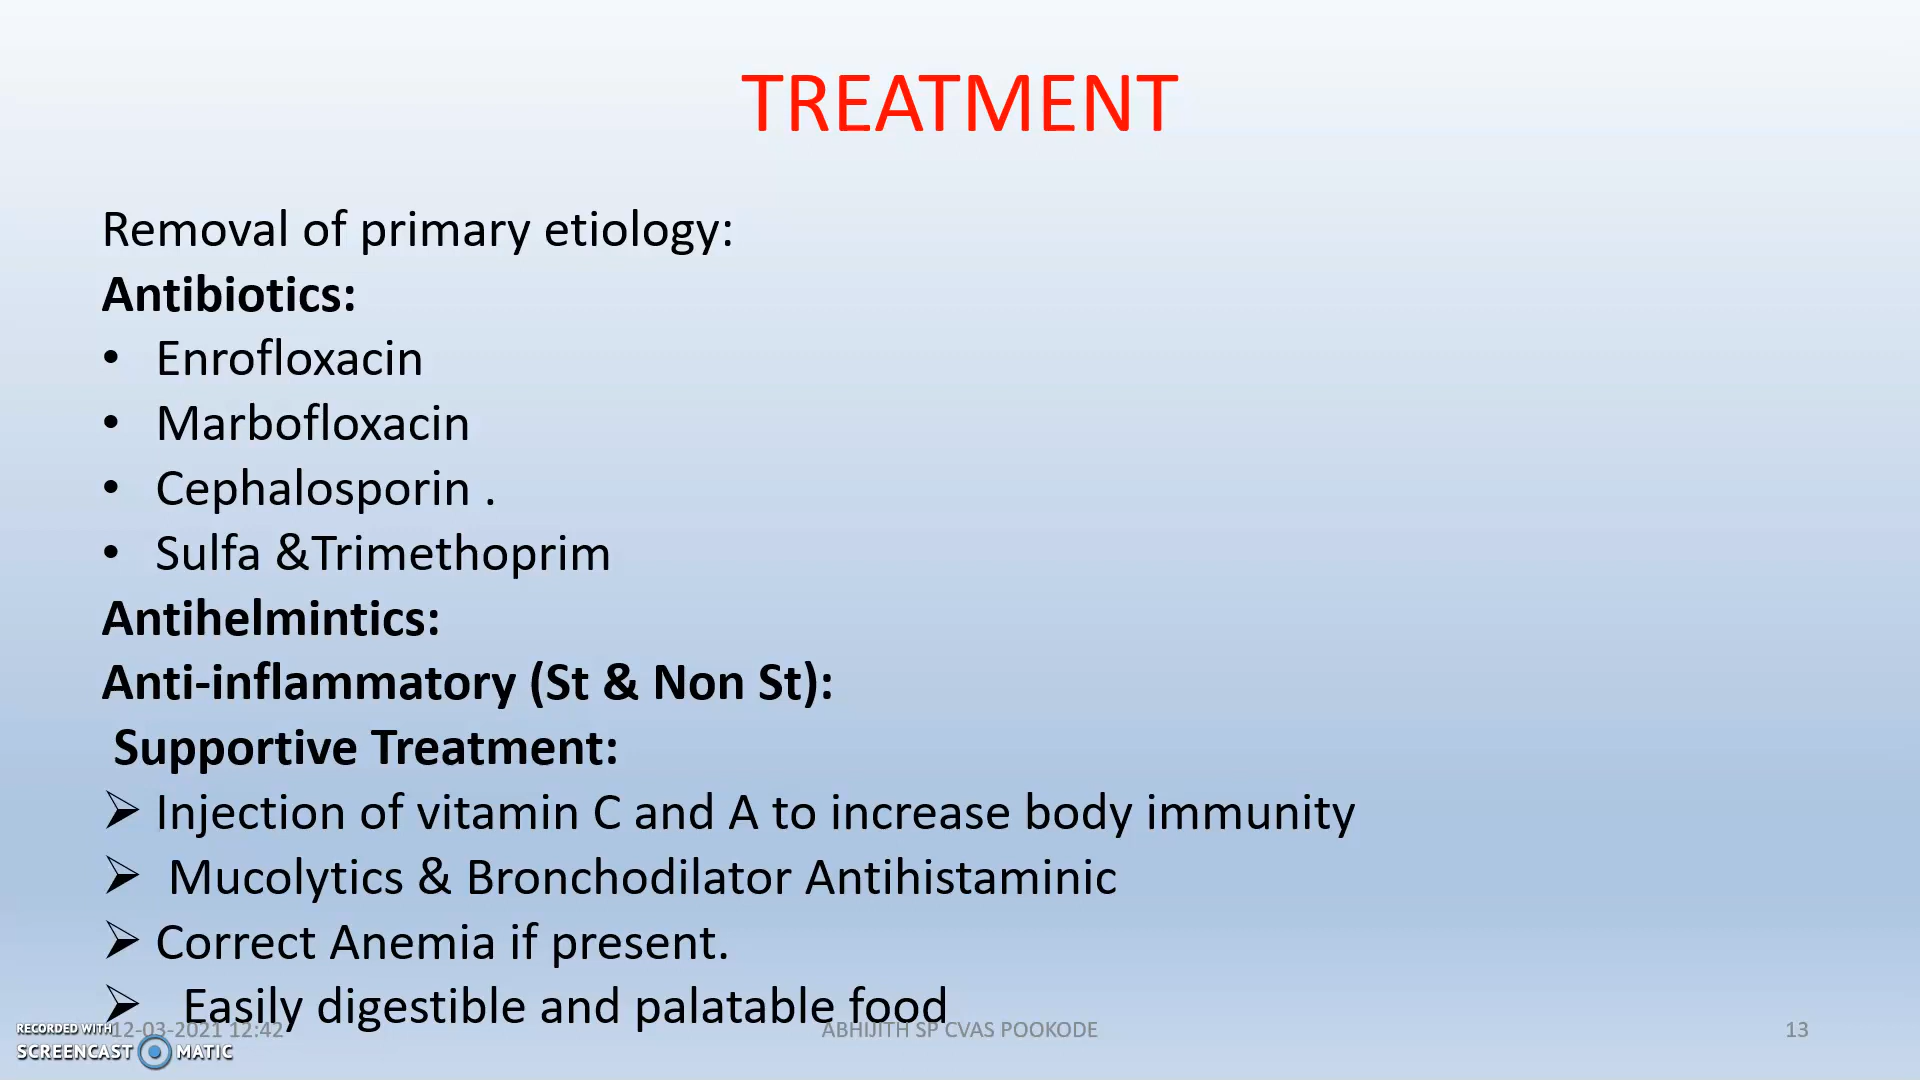 TREATMENT
Removal of primary etiology:
Antibiotics:
• Enrofloxacin
• Marbofloxacin
• Cephalosporin .
• Sulfa &Trimethoprim
Antihelmintics:
Anti-inflammatory (St & Non St):
Supportive Treatment:
➢ Injection of vitamin C and A to increase body immunity
➢ Mucolytics & Bronchodilator Antihistaminic
➢ Correct Anemia if present.
➢ Easily digestible and palatable food
12-03-2021 12:42
ABHIJITH SP CVAS POOKODE
13
RECORDED WITH
SCREENCAST MATIC